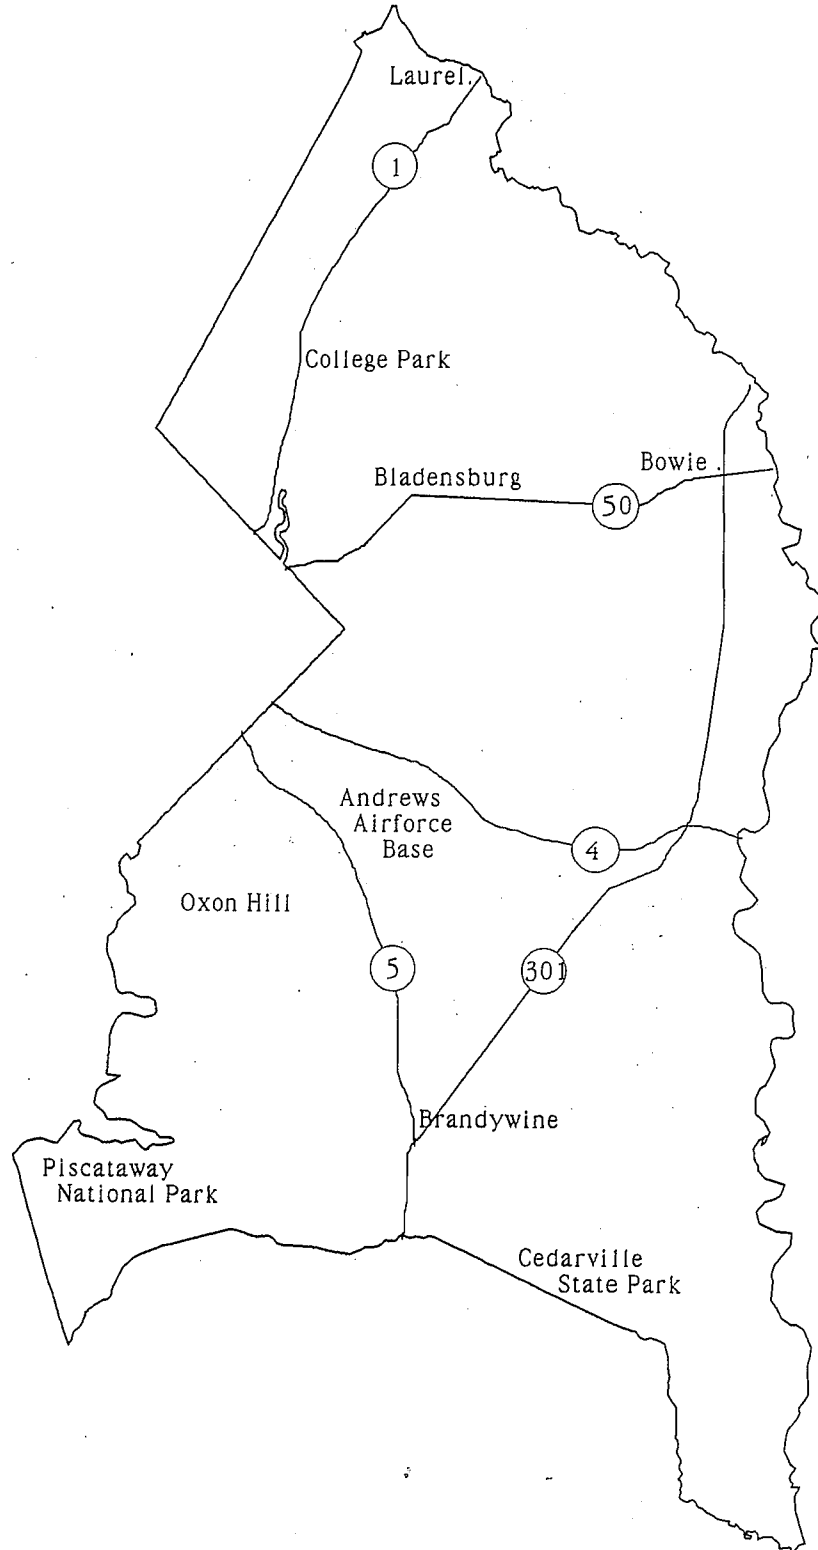 Laurel.
1
College Park
Bowie.
Bladensburg
50
Andrews
Airforce
Base
4
Oxon Hill
5
301
Brandywine
Piscataway
National Park
Cedarville
State Park